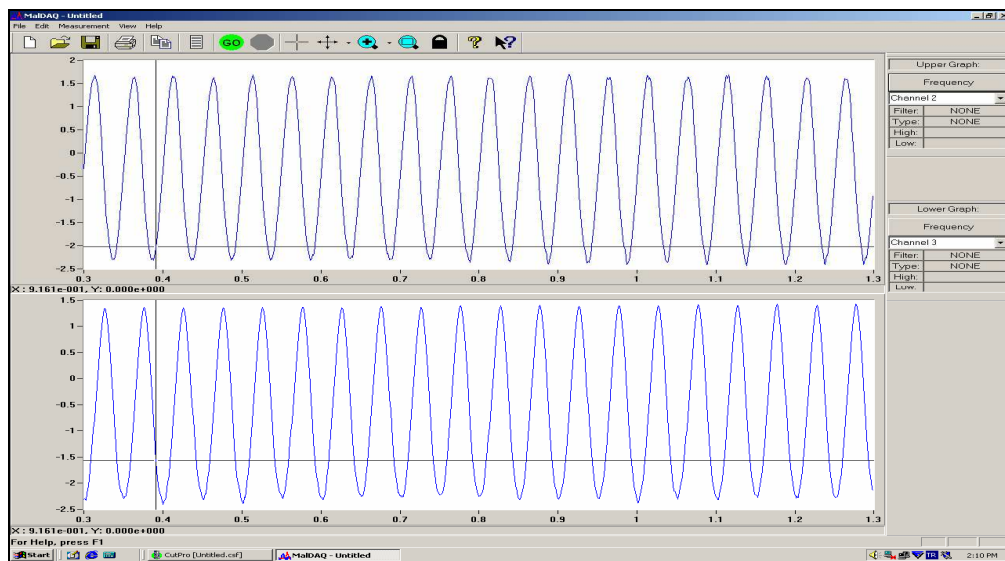 MalDAQ - Untitled
File Edit Measurement View Help
GO
2
1.5
1
0.5
0
-0.5
-1
-1.5
-2
-2.5
0.3 0.4 0.5 0.6 0.7 0.8 0.9 1 1.1 1.2 1.3
X : 9.161e-001, Y: 0.000e+000
Upper Graph:
Frequency
Channel 2
Filter: NONE
Type: NONE
High:
Low:
1.5
1
0.5
0
-0.5
-1
-1.5
-2
-2.5
0.3 0.4 0.5 0.6 0.7 0.8 0.9 1 1.1 1.2 1.3
X : 9.161e-001, Y: 0.000e+000
Lower Graph:
Frequency
Channel 3
Filter: NONE
Type: NONE
High:
Low:
For Help, press F1
Start CutPro [Untitled.csf] MalDAQ - Untitled TR 2:10 PM